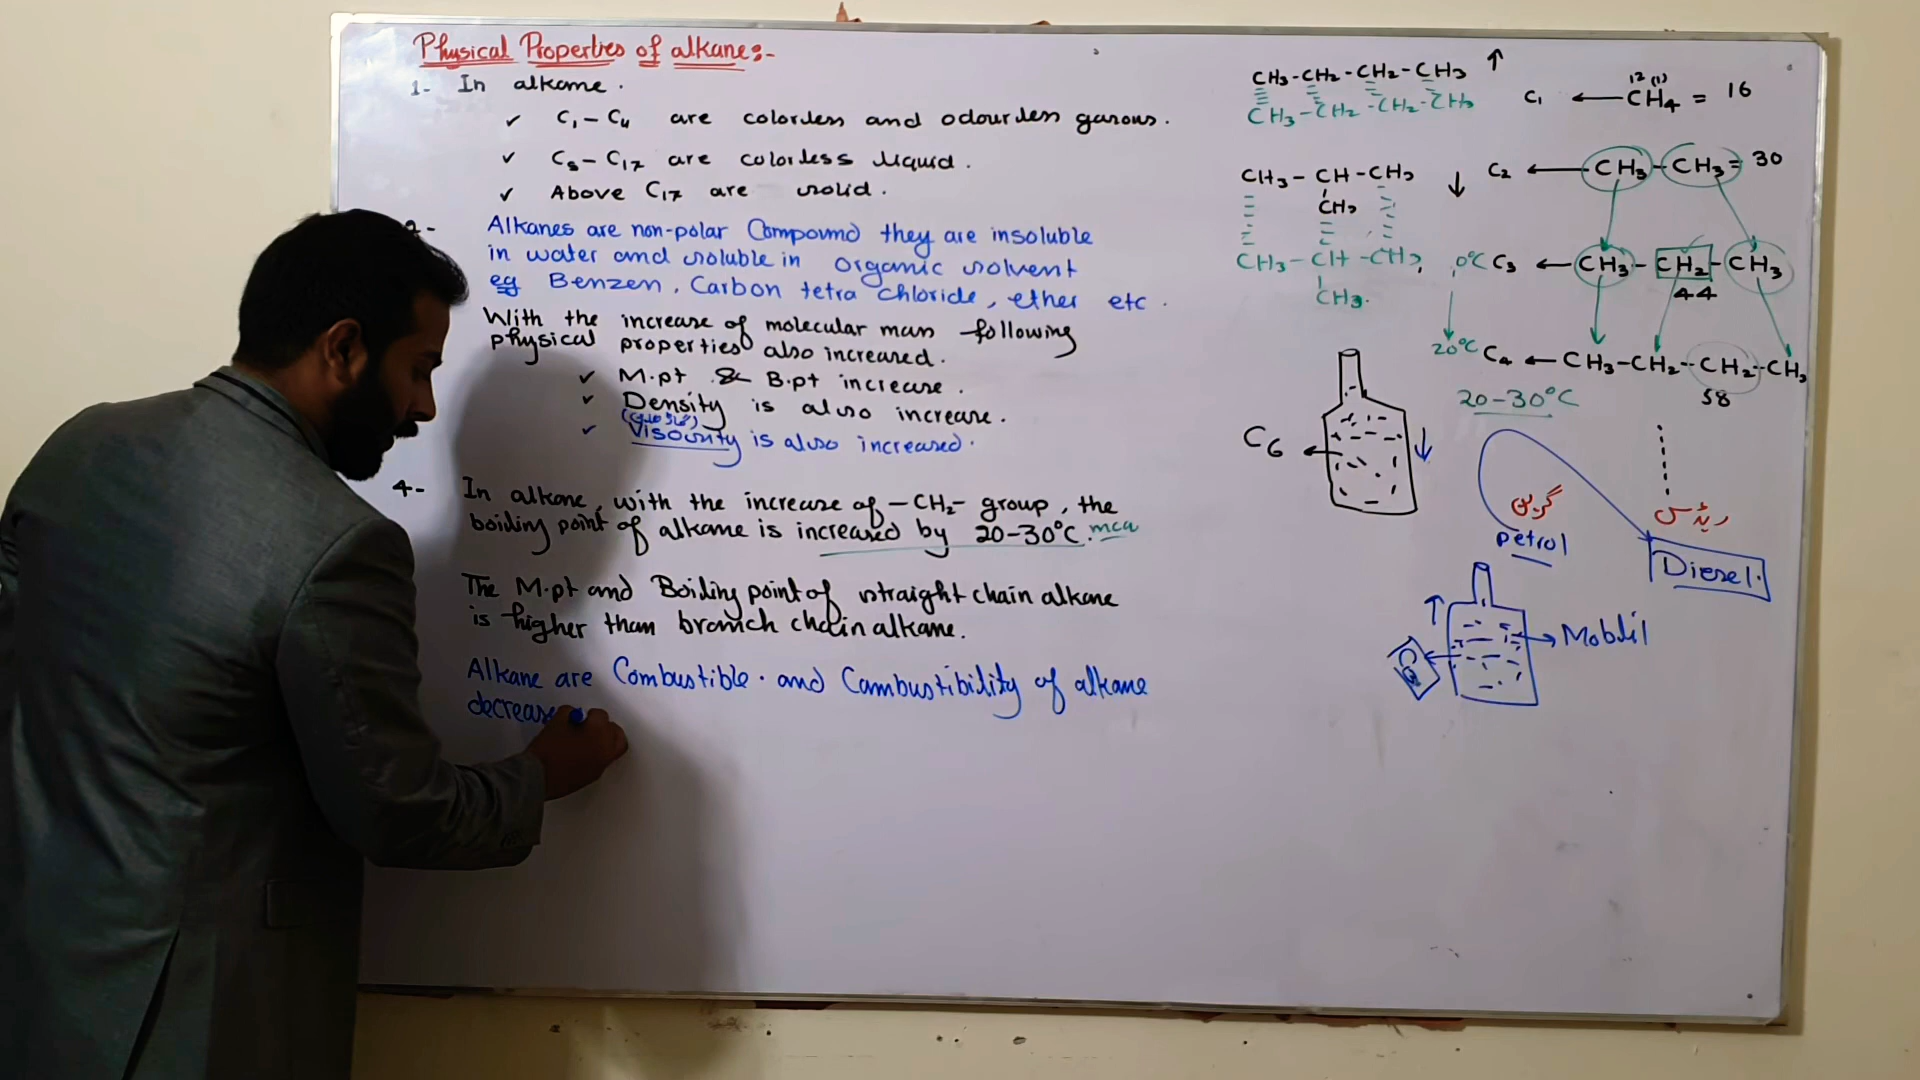 Physical Properties of alkane:-
1- In alkane.
✓ C1-C4 are colorless and odourless gasous.
✓ C5-C17 are colorless liquid.
✓ Above C17 are solid.
Alkanes are non-polar Compound they are insoluble
in water and soluble in organic solvent
eg Benzen, Carbon tetra chloride, ether etc.
With the increase of molecular mass following
physical properties also increased.
✓ M.pt & B.pt increase.
✓ Density is also increase.
✓ Viscosity is also increased.
4- In alkane, with the increase of -CH2- group, the
boiling point of alkane is increased by 20-30°C. mcq
The M.pt and Boiling point of straight chain alkane
is higher than branch chain alkane.
Alkane are Combustible. and Combustibility of alkane
decrease
CH3-CH2-CH2-CH3 ↑
CH3-CH2-CH2-CH3
CH3-CH-CH3 ↓
CH3
CH3-CH-CH3
CH3.
12 (1)
C1 ← CH4 = 16
C2 ← CH3-CH3 = 30
0°C C3 ← CH3-CH2-CH3
44
20°C C4 ← CH3-CH2-CH2-CH3
20-30°C 58
C6 ←
گرین
petrol
Diesel.
→ Moblil